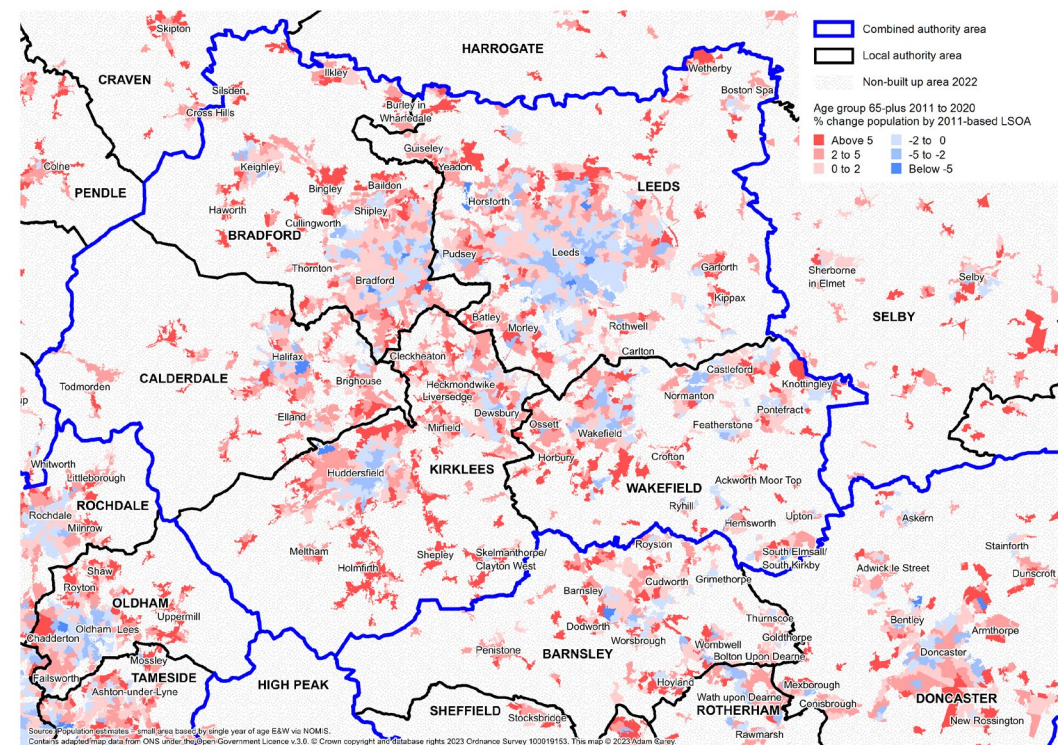 Combined authority area
Local authority area
Non-built up area 2022
Age group 65-plus 2011 to 2020
% change population by 2011-based LSOA
Above 5
-2 to 0
2 to 5
-5 to -2
0 to 2
Below -5
Skipton
HARROGATE
CRAVEN
Ilkley
Wetherby
Silsden
Boston Spa
Cross Hills
Burley in
Wharfedale
Guiseley
Colne
Keighley
Yeadon
PENDLE
Bingley
Baildon
LEEDS
Haworth
Shipley
Horsforth
Cullingworth
BRADFORD
Pudsey
Leeds
Thornton
Garforth
Sherborne
in Elmet
Selby
Bradford
Kippax
SELBY
Batley
Morley
Rothwell
Halifax
Cleckheaton
Carlton
CALDERDALE
Castleford
Todmorden
Brighouse
Heckmondwike
Liversedge
Knottingley
Normanton
Pontefract
Elland
Dewsbury
Mirfield
Ossett
Wakefield
Featherstone
up
Whitworth
Littleborough
Huddersfield
KIRKLEES
Horbury
Crofton
WAKEFIELD
Ackworth Moor Top
ROCHDALE
Rochdale
Milnrow
Ryhill
Upton
Hemsworth
Askern
Meltham
Shepley
Skelmanthorpe/
Clayton West
Royston
South Elmsall/
South Kirkby
Stainforth
Holmfirth
Shaw
Royton
Cudworth
Grimethorpe
Adwick le Street
Dunscroft
OLDHAM
Uppermill
Barnsley
Thurnscoe
Bentley
Armthorpe
Chadderton
Oldham
Lees
Dodworth
Worsbrough
Goldthorpe
Wombwell
Bolton Upon Dearne
Doncaster
Penistone
BARNSLEY
Mossley
TAMESIDE
Failsworth
Ashton-under-Lyne
HIGH PEAK
Hoyland
Mexborough
Wath upon Dearne
Conisbrough
DONCASTER
SHEFFIELD
ROTHERHAM
Stocksbridge
New Rossington
Rawmarsh
Source: Population estimates – small area based by single year of age E&W via NOMIS.
Contains adapted map data from ONS under the Open Government Licence v.3.0. © Crown copyright and database rights 2023 Ordnance Survey 100019153. This map © 2023 Adam Carey.